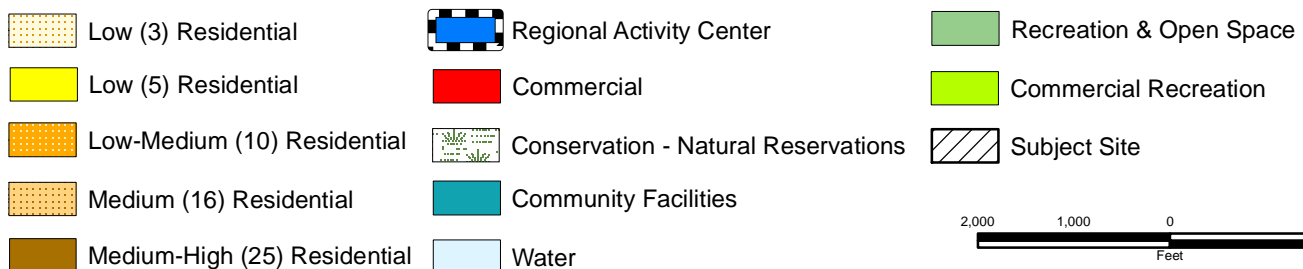 Low (3) Residential
Low (5) Residential
Low-Medium (10) Residential
Medium (16) Residential
Medium-High (25) Residential
Regional Activity Center
Commercial
Conservation - Natural Reservations
Community Facilities
Water
Recreation & Open Space
Commercial Recreation
Subject Site
2,000 1,000 0
Feet